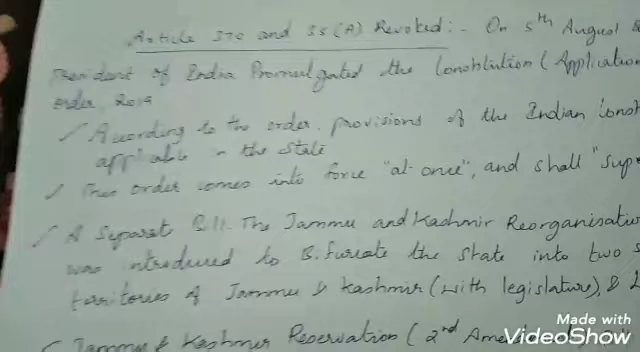 Article 370 and 35(A) Revoked:- On 5th August
President of India Promulgated the Constitution (Application
order, 2019
✓ According to the order, provisions of the Indian Const
applicable in the State
✓ This order comes into force "at once", and shall "supe
✓ A Separate Bill. The Jammu and Kashmir Reorganisatio
was introduced to Bifurcate the State into two
territories of Jammu & Kashmir (with legislature), &
✓ Jammu & Kashmir Reservation (2nd
Made with
VideoShow